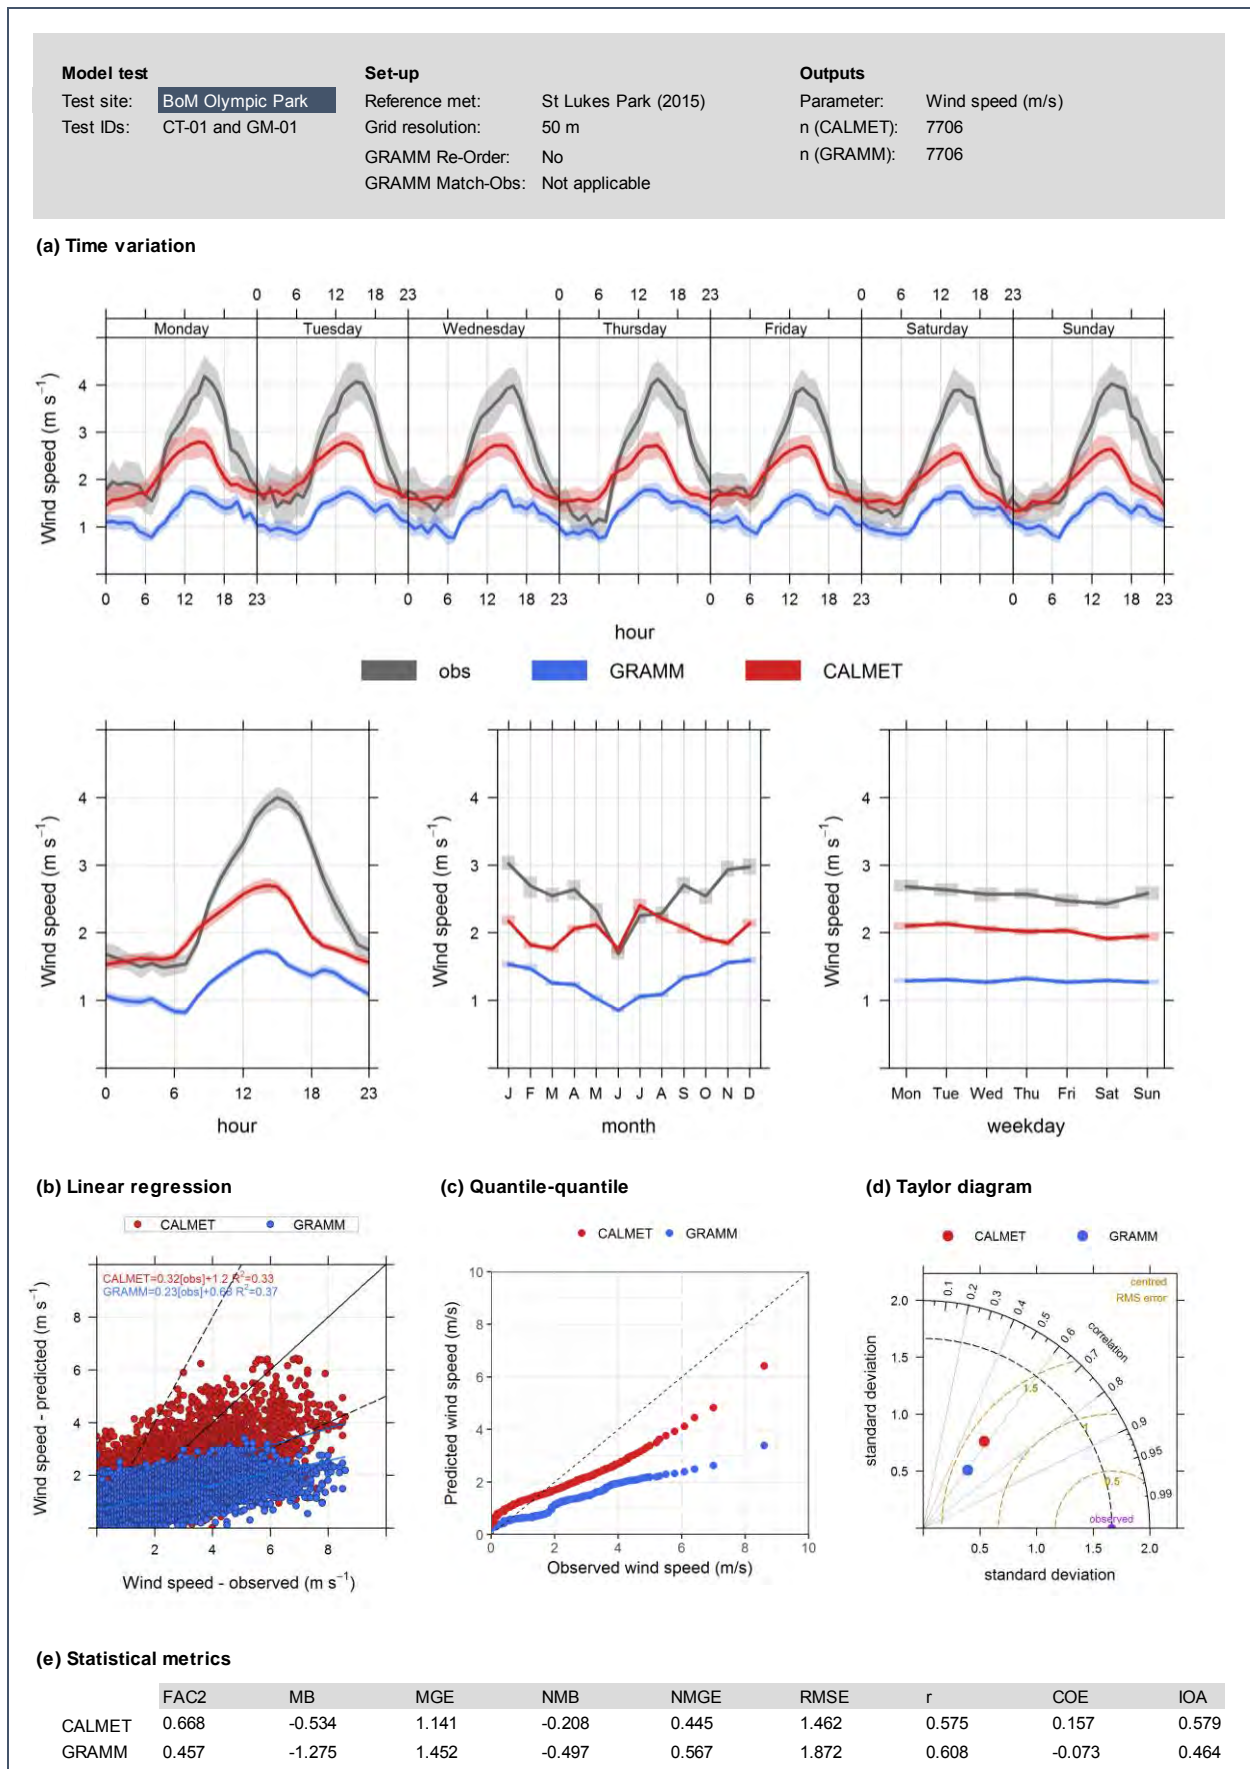 Model test Set-up Outputs
Test site: BoM Olympic Park Reference met: St Lukes Park (2015) Parameter: Wind speed (m/s)
Test IDs: CT-01 and GM-01 Grid resolution: 50 m n (CALMET): 7706
GRAMM Re-Order: No n (GRAMM): 7706
GRAMM Match-Obs: Not applicable
(a) Time variation
0 6 12 18 23 0 6 12 18 23 0 6 12 18 23
Monday Tuesday Wednesday Thursday Friday Saturday Sunday
Wind speed (m s⁻¹)
4
3
2
1
0 6 12 18 23 0 6 12 18 23 0 6 12 18 23 0 6 12 18 23
hour
obs GRAMM CALMET
Wind speed (m s⁻¹)
4
3
2
1
0 6 12 18 23
hour
Wind speed (m s⁻¹)
4
3
2
1
J F M A M J J A S O N D
month
Wind speed (m s⁻¹)
4
3
2
1
Mon Tue Wed Thu Fri Sat Sun
weekday
(b) Linear regression (c) Quantile-quantile (d) Taylor diagram
CALMET GRAMM
CALMET=0.32[obs]+1.2 R²=0.33
GRAMM=0.23[obs]+0.68 R²=0.37
Wind speed - predicted (m s⁻¹)
8
6
4
2
2 4 6 8
Wind speed - observed (m s⁻¹)
CALMET GRAMM
Predicted wind speed (m/s)
10
8
6
4
2
0
0 2 4 6 8 10
Observed wind speed (m/s)
CALMET GRAMM
centred
RMS error
correlation
0.1 0.2 0.3 0.4 0.5 0.6 0.7 0.8 0.9 0.95 0.99
standard deviation
2.0
1.5
1.0
0.5
1.5
1
0.5
observed
0.5 1.0 1.5 2.0
standard deviation
(e) Statistical metrics
FAC2 MB MGE NMB NMGE RMSE r COE IOA
CALMET 0.668 -0.534 1.141 -0.208 0.445 1.462 0.575 0.157 0.579
GRAMM 0.457 -1.275 1.452 -0.497 0.567 1.872 0.608 -0.073 0.464